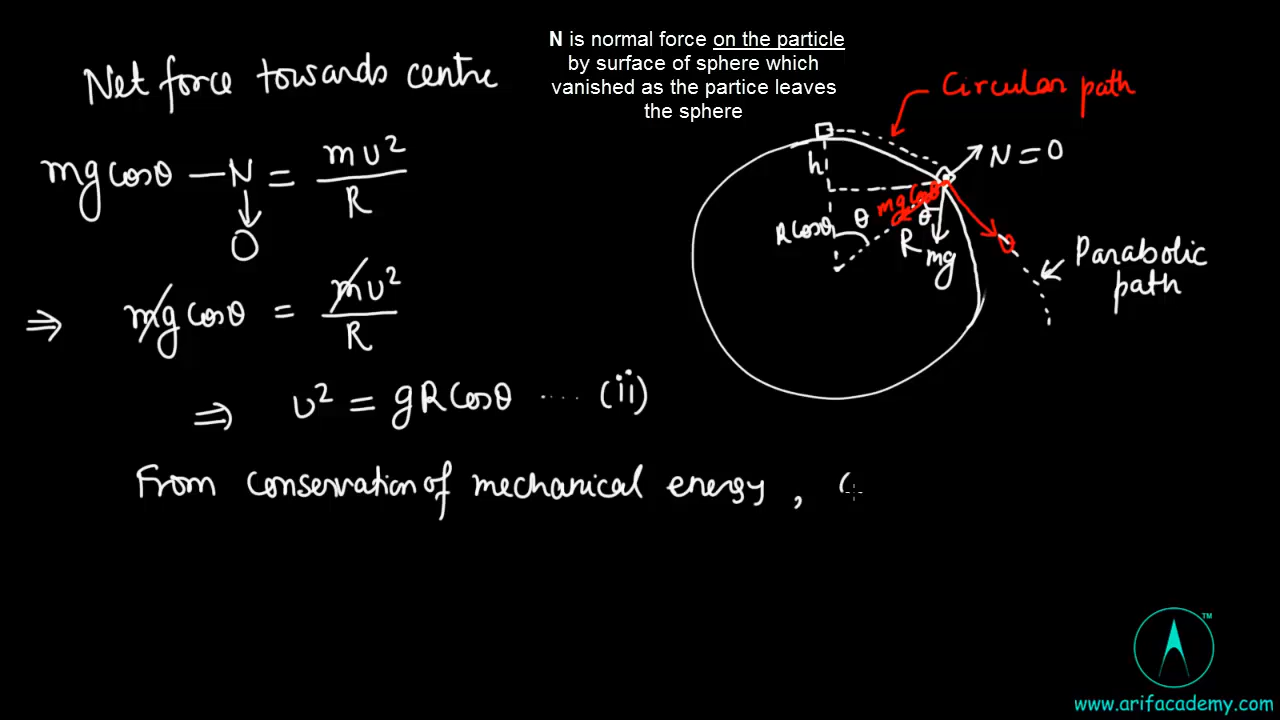 N is normal force on the particle
by surface of sphere which
vanished as the partice leaves
the sphere
Net force towards centre
mg cosθ — N = mv²/R
0
⇒ mg cosθ = mv²/R
⇒ v² = gR cosθ .... (ii)
From conservation of mechanical energy, (
Circular path
h
N = 0
mg cosθ
R cosθ
θ
θ
R
mg
Parabolic
path
TM
www.arifacademy.com